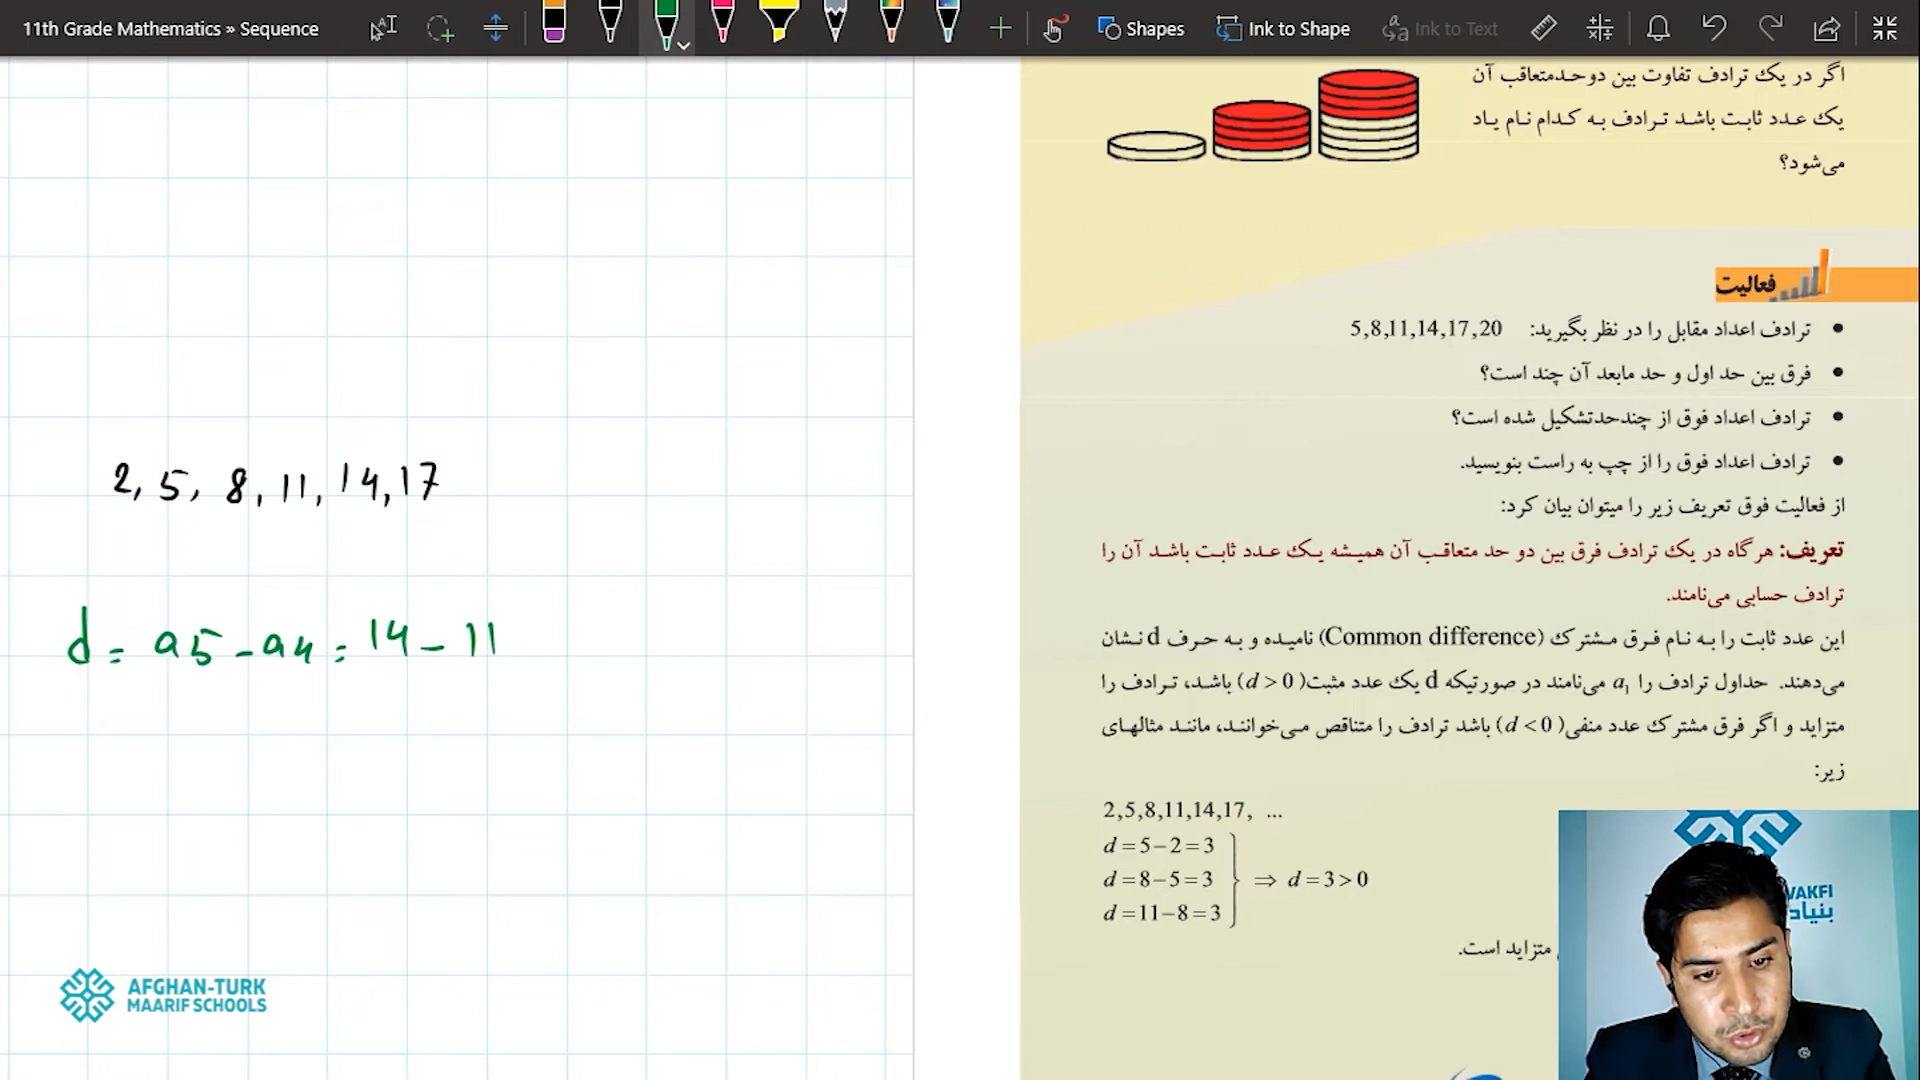 11th Grade Mathematics » Sequence
Shapes
Ink to Shape
Ink to Text
2, 5, 8, 11, 14, 17
d = a5 - a4 = 14 - 11
AFGHAN-TURK
MAARIF SCHOOLS
اگر در یک ترادف تفاوت بین دو حد متعاقب آن
یک عدد ثابت باشد ترادف به کدام نام یاد
می‌شود؟
فعالیت
• ترادف اعداد مقابل را در نظر بگیرید: 5,8,11,14,17,20
• فرق بین حد اول و حد مابعد آن چند است؟
• ترادف اعداد فوق از چند حد تشکیل شده است؟
• ترادف اعداد فوق را از چپ به راست بنویسید.
از فعالیت فوق تعریف زیر را میتوان بیان کرد:
تعریف: هرگاه در یک ترادف فرق بین دو حد متعاقب آن همیشه یک عدد ثابت باشد آن را
ترادف حسابی می‌نامند.
این عدد ثابت را به نام فرق مشترک (Common difference) نامیده و به حرف d نشان
می‌دهند. حداول ترادف را a₁ می‌نامند در صورتیکه d یک عدد مثبت (d > 0) باشد، ترادف را
متزاید و اگر فرق مشترک عدد منفی (d < 0) باشد ترادف را متناقص می‌خوانند، مانند مثالهای
زیر:
2,5,8,11,14,17, ...
d = 5 − 2 = 3
d = 8 − 5 = 3 ⇒ d = 3 > 0
d = 11 − 8 = 3
متزاید است.
VAKFI
بنیاد